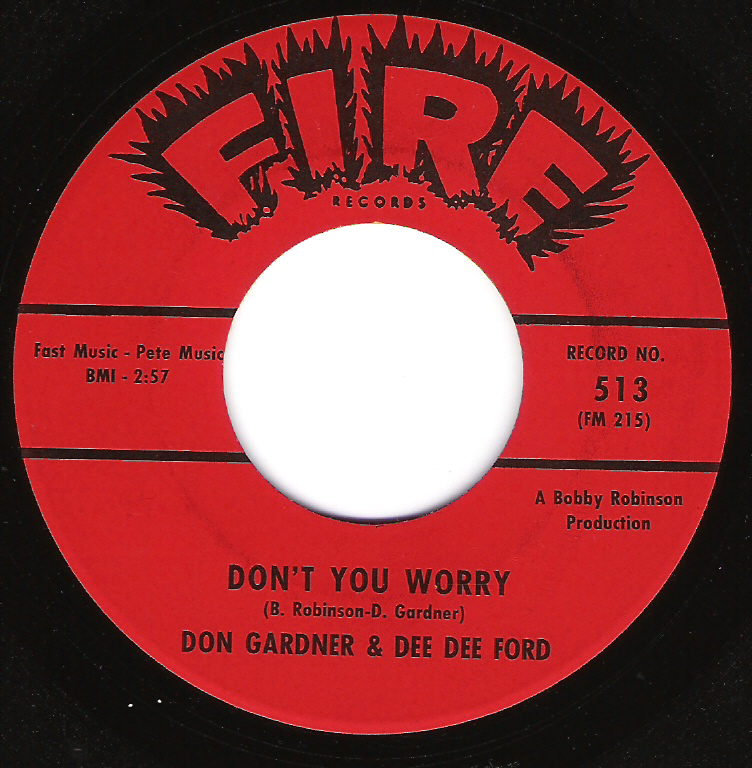 FIRE
RECORDS
Fast Music - Pete Music
BMI - 2:57
RECORD NO.
513
(FM 215)
A Bobby Robinson
Production
DON'T YOU WORRY
(B. Robinson-D. Gardner)
DON GARDNER & DEE DEE FORD